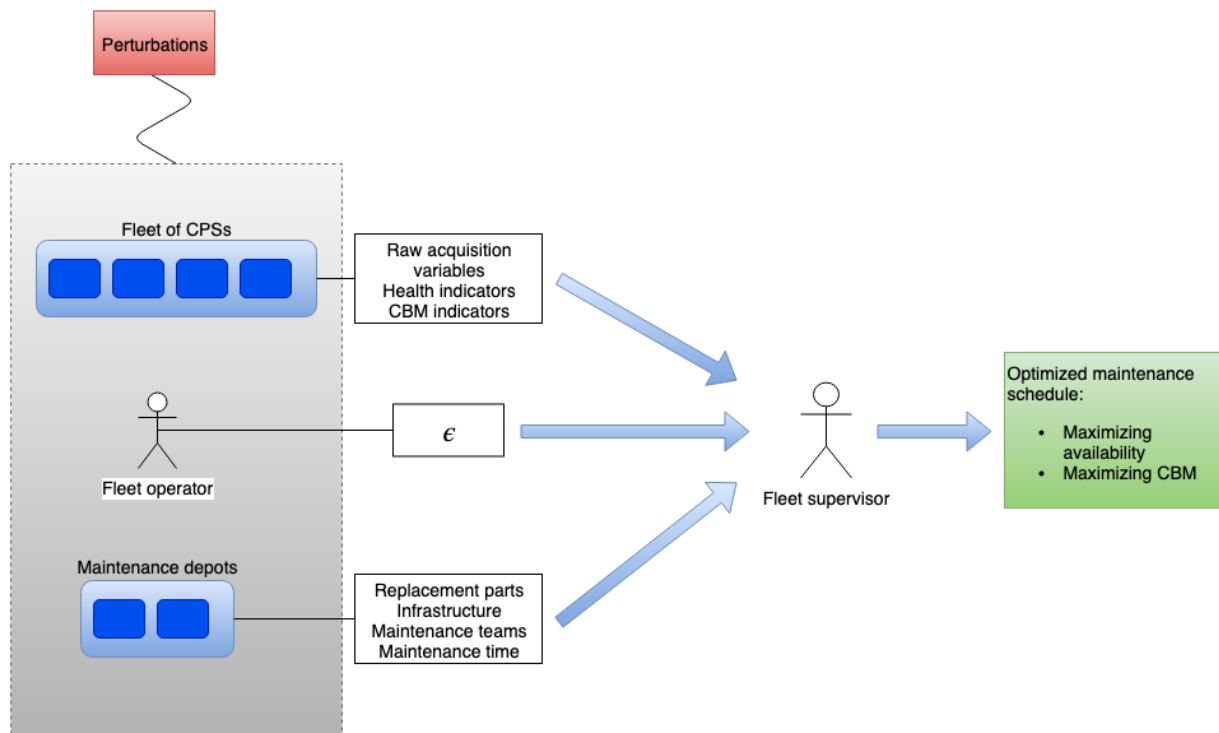 Perturbations
Fleet of CPSs
Raw acquisition
variables
Health indicators
CBM indicators
ϵ
Fleet operator
Fleet supervisor
Optimized maintenance
schedule:
• Maximizing
availability
• Maximizing CBM
Maintenance depots
Replacement parts
Infrastructure
Maintenance teams
Maintenance time